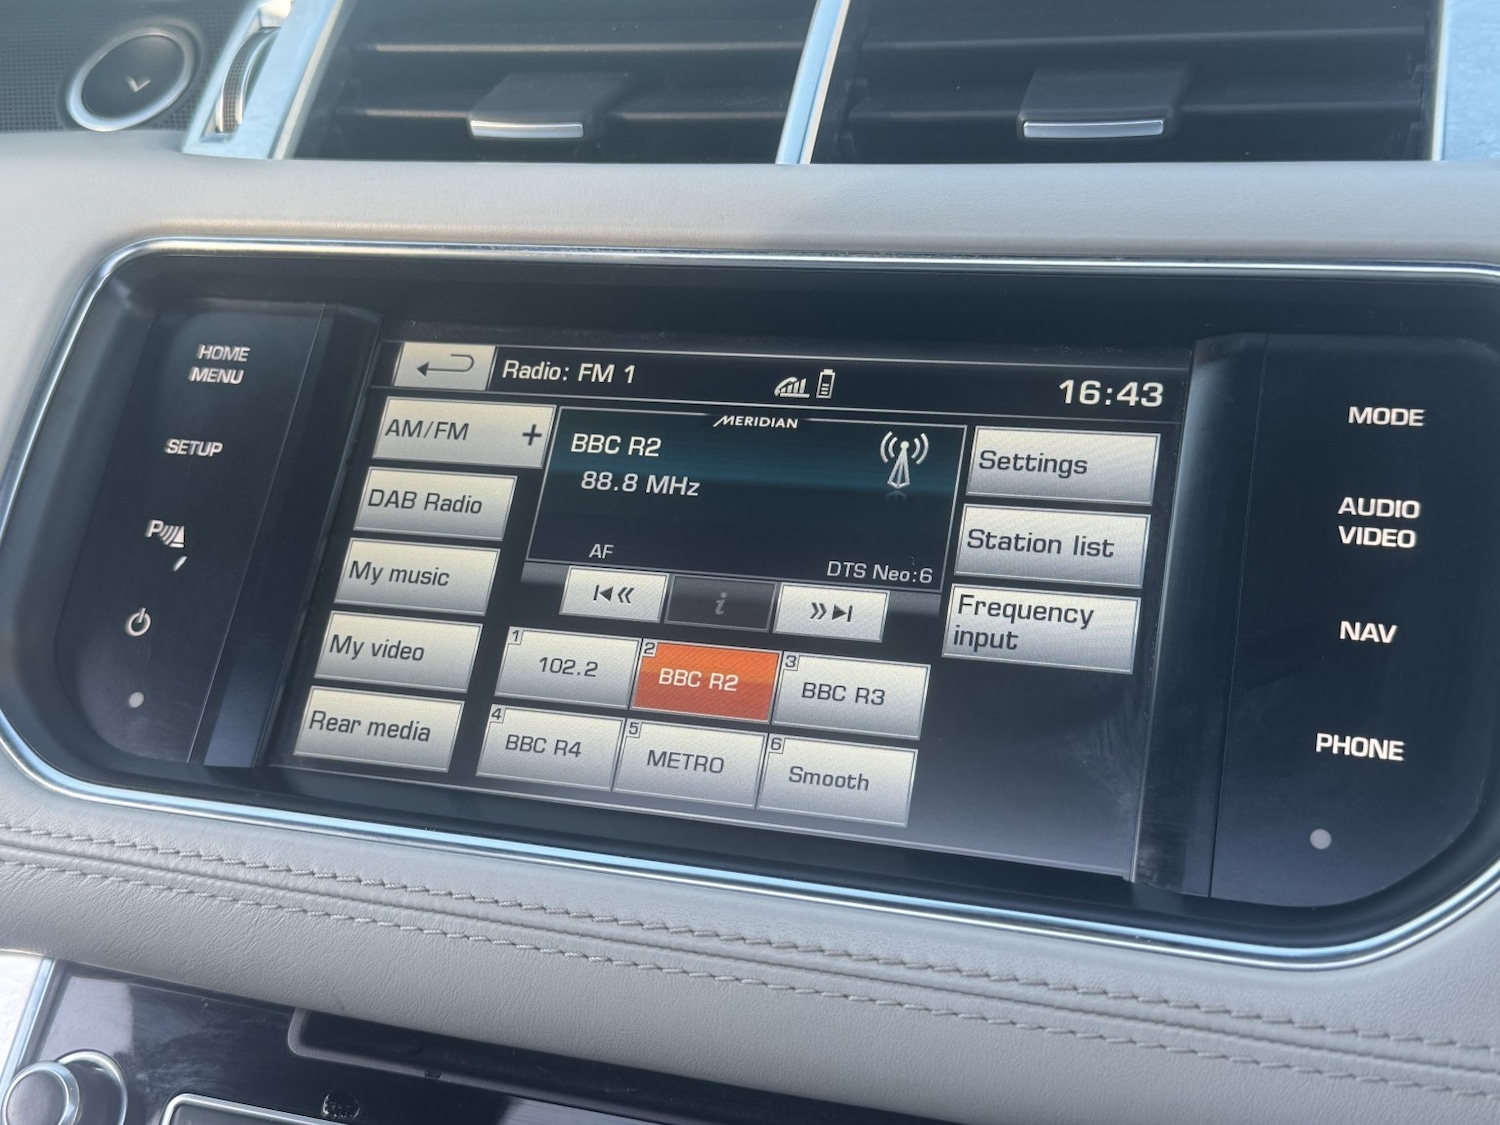 HOME
MENU
SETUP
P
Radio: FM 1
16:43
AM/FM +
DAB Radio
My music
My video
Rear media
MERIDIAN
BBC R2
88.8 MHz
AF
DTS Neo:6
i
1 102.2
2 BBC R2
3 BBC R3
4 BBC R4
5 METRO
6 Smooth
Settings
Station list
Frequency
input
MODE
AUDIO
VIDEO
NAV
PHONE